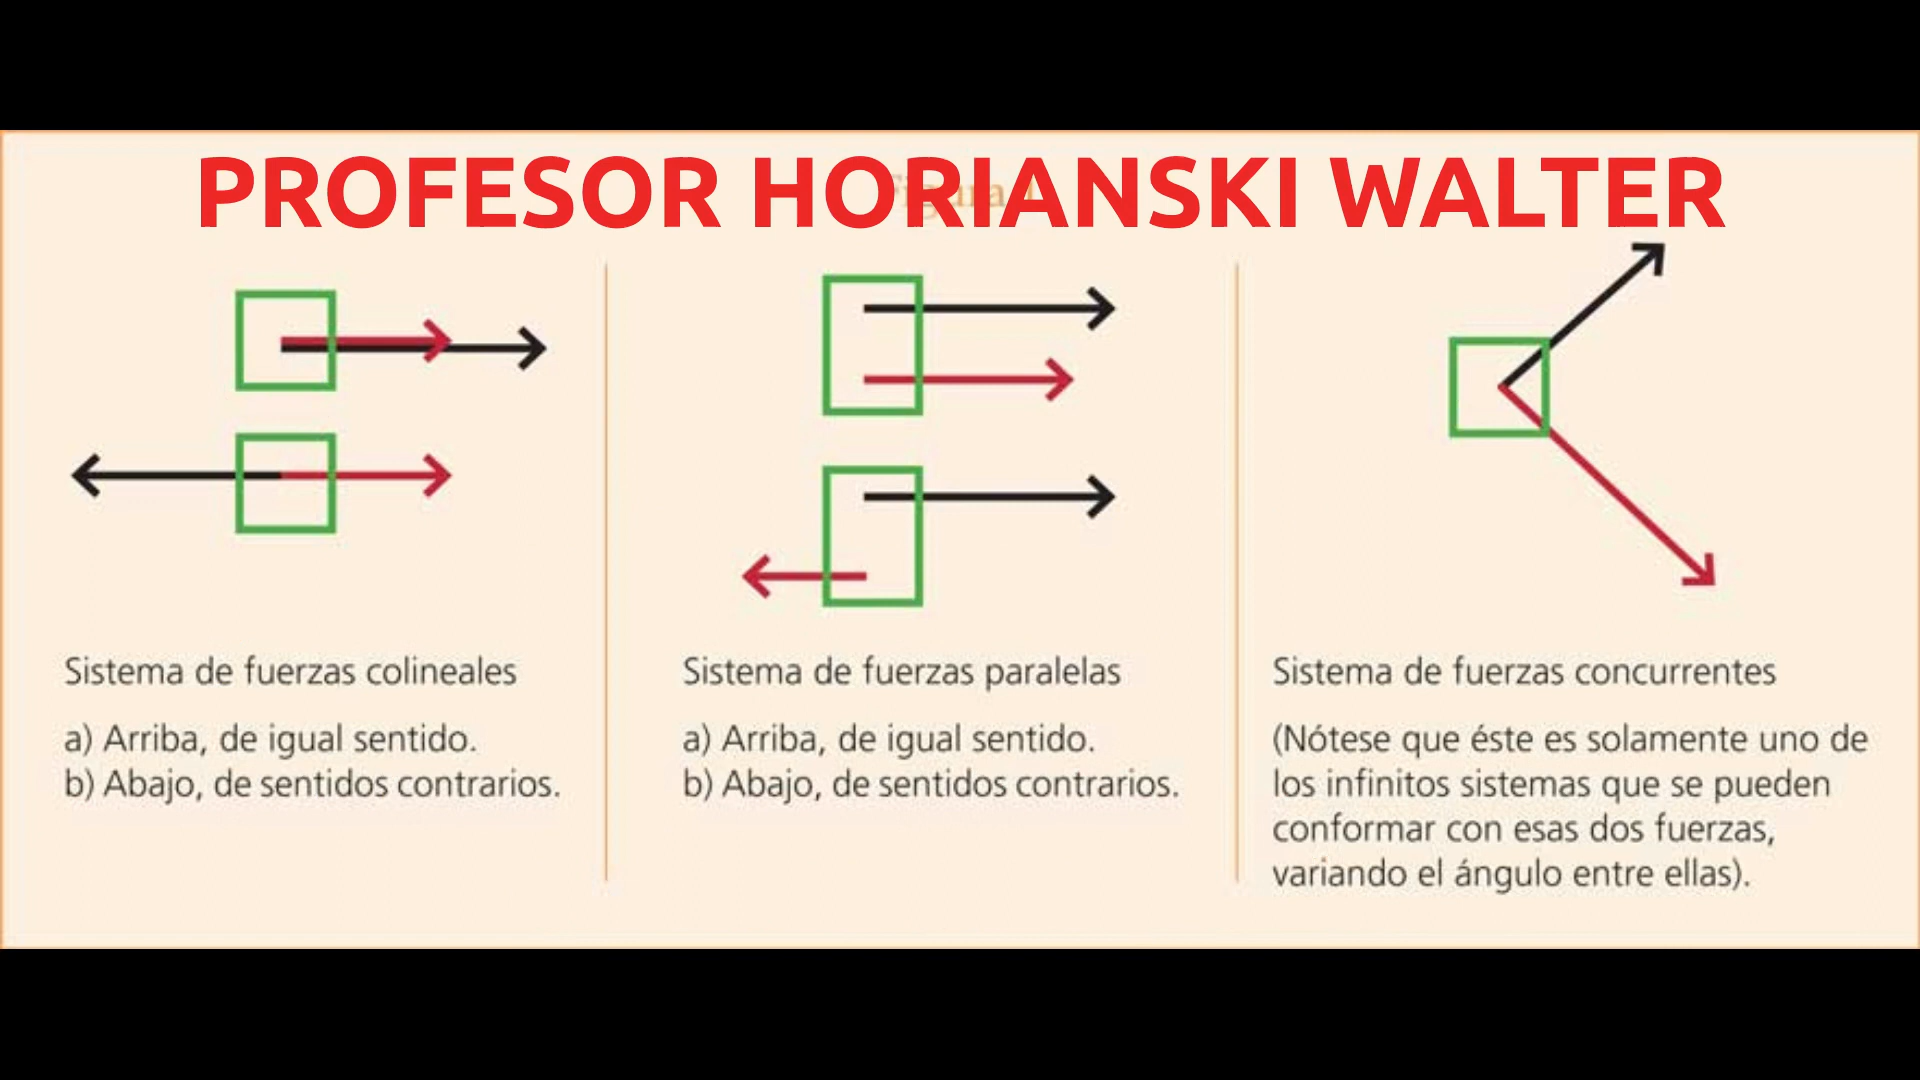 PROFESOR HORIANSKI WALTER
Sistema de fuerzas colineales
a) Arriba, de igual sentido.
b) Abajo, de sentidos contrarios.
Sistema de fuerzas paralelas
a) Arriba, de igual sentido.
b) Abajo, de sentidos contrarios.
Sistema de fuerzas concurrentes
(Nótese que éste es solamente uno de
los infinitos sistemas que se pueden
conformar con esas dos fuerzas,
variando el ángulo entre ellas).